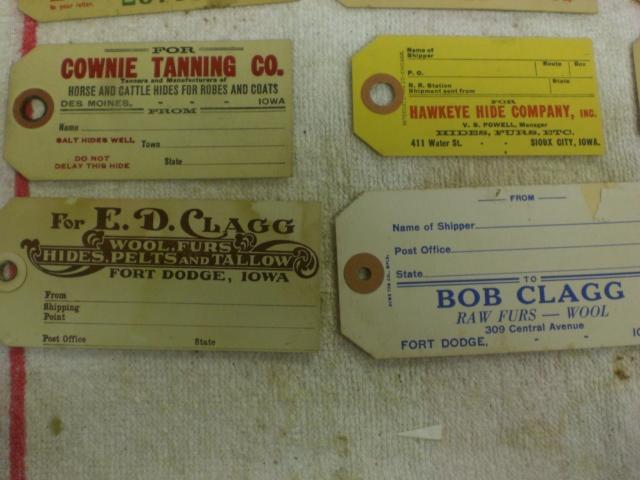 to your letter.
FOR
COWNIE TANNING CO.
Tanners and Manufacturers of
HORSE AND CATTLE HIDES FOR ROBES AND COATS
DES MOINES, - - - IOWA
FROM
Name
SALT HIDES WELL
Town
DO NOT
DELAY THIS HIDE
State
Name of
Shipper
P. O.
Route Box
R. R. Station
Shipment sent from
State
FOR
HAWKEYE HIDE COMPANY, INC.
V. S. POWELL, Manager
HIDES, FURS, ETC.
411 Water St. - - SIOUX CITY, IOWA.
For E. D. CLAGG
WOOL, FURS
HIDES, PELTS AND TALLOW
FORT DODGE, IOWA
From
Shipping
Point
Post Office State
FROM
Name of Shipper
Post Office
State
TO
BOB CLAGG
RAW FURS — WOOL
309 Central Avenue
FORT DODGE, - -